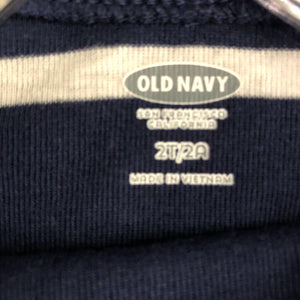 OLD NAVY
SAN FRANCISCO
CALIFORNIA
2T/2A
MADE IN VIETNAM